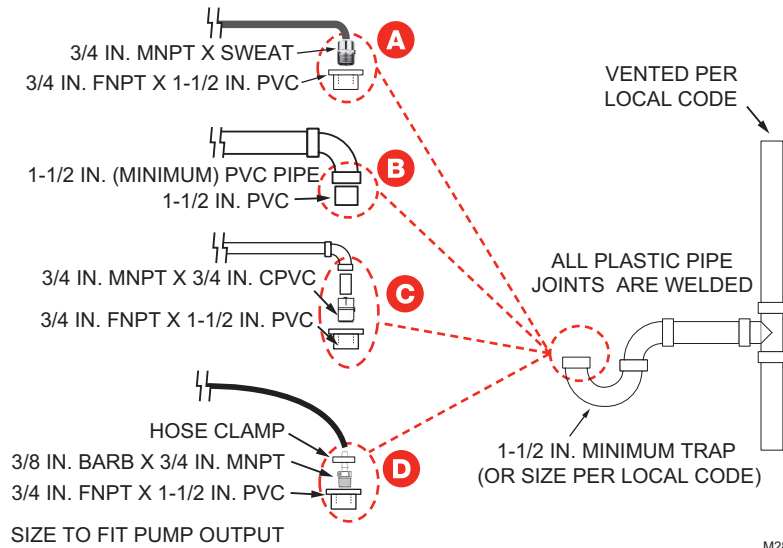 3/4 IN. MNPT X SWEAT
3/4 IN. FNPT X 1-1/2 IN. PVC
A
1-1/2 IN. (MINIMUM) PVC PIPE
1-1/2 IN. PVC
B
3/4 IN. MNPT X 3/4 IN. CPVC
3/4 IN. FNPT X 1-1/2 IN. PVC
C
HOSE CLAMP
3/8 IN. BARB X 3/4 IN. MNPT
3/4 IN. FNPT X 1-1/2 IN. PVC
D
SIZE TO FIT PUMP OUTPUT
VENTED PER
LOCAL CODE
ALL PLASTIC PIPE
JOINTS ARE WELDED
1-1/2 IN. MINIMUM TRAP
(OR SIZE PER LOCAL CODE)